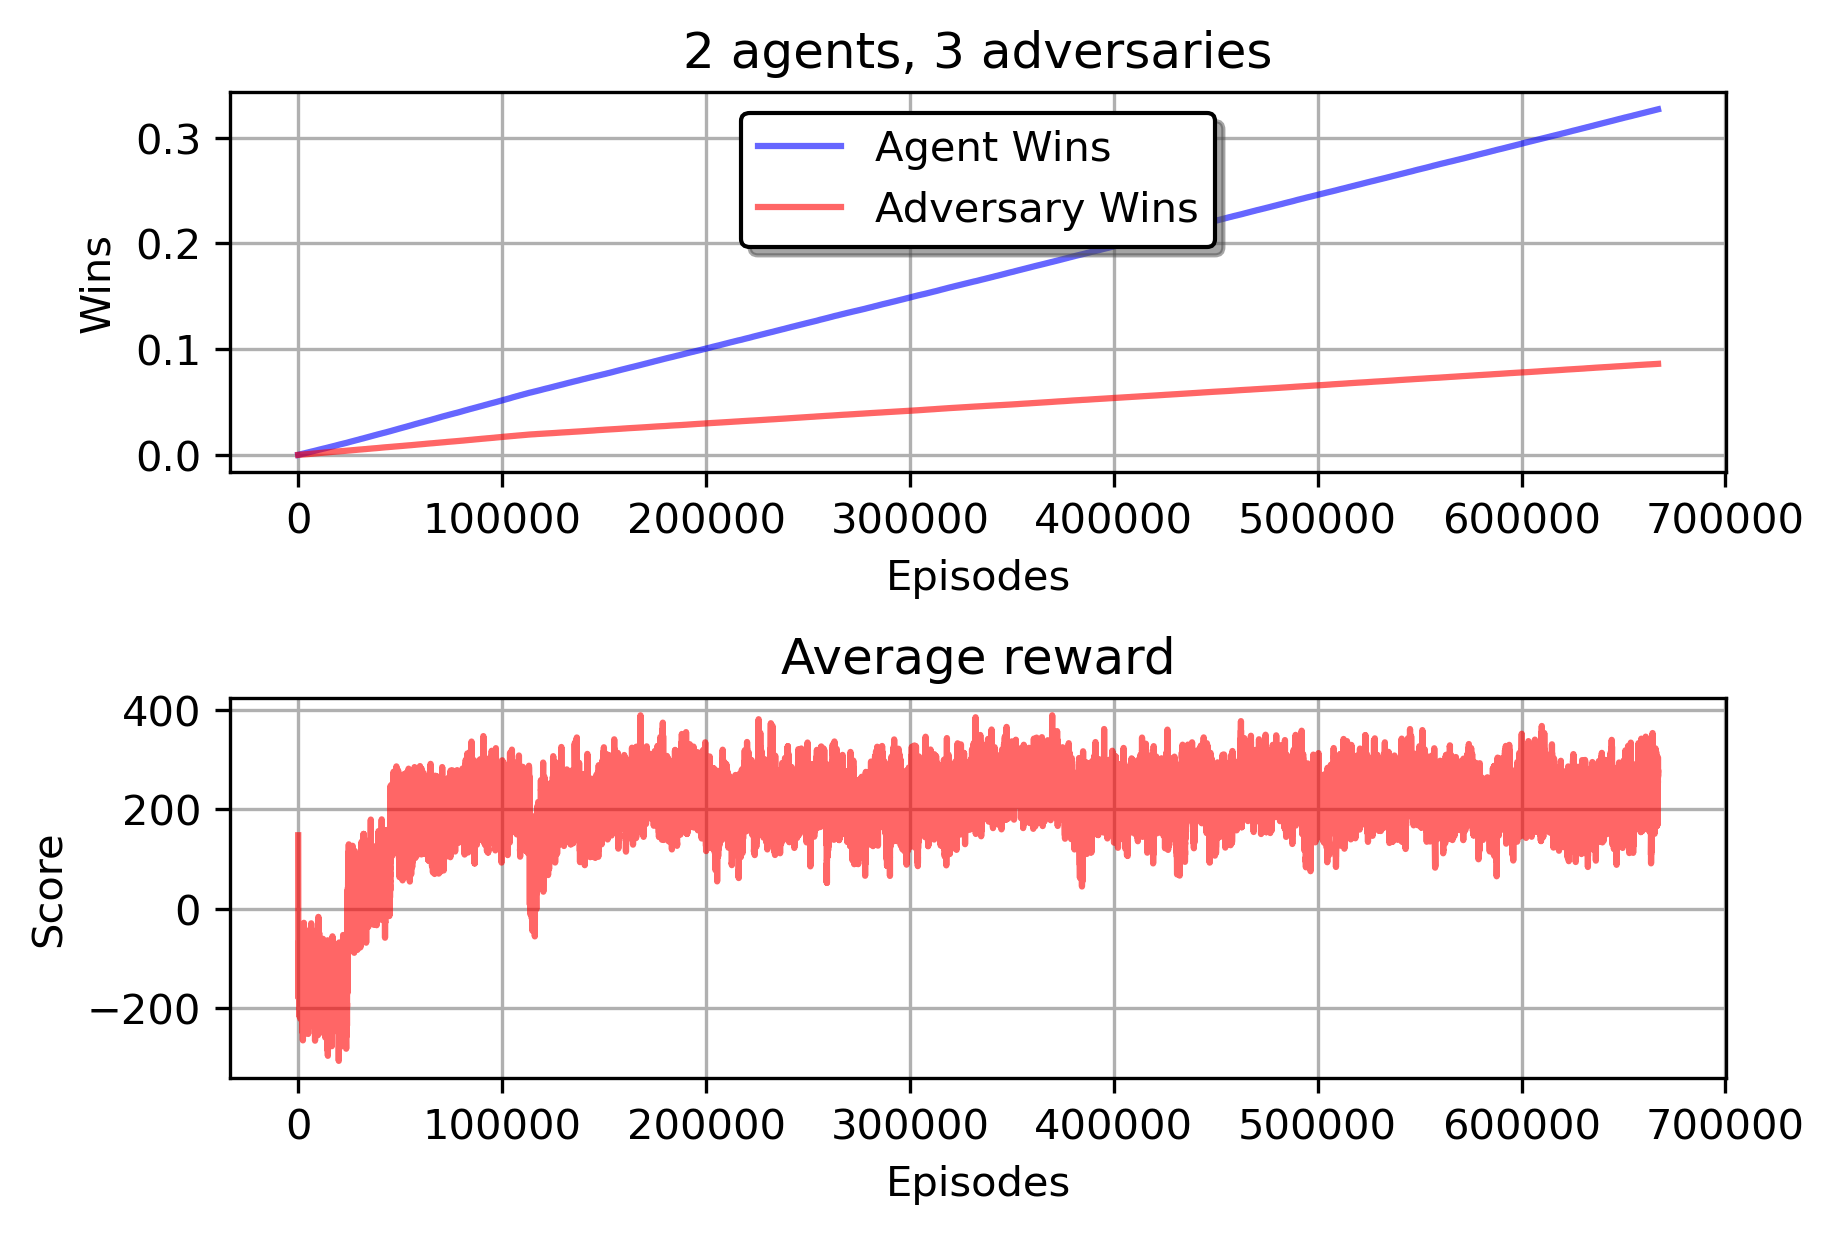 2 agents, 3 adversaries
Agent Wins
Adversary Wins
Wins
0.3
0.2
0.1
0.0
0 100000 200000 300000 400000 500000 600000 700000
Episodes
Average reward
Score
400
200
0
−200
0 100000 200000 300000 400000 500000 600000 700000
Episodes